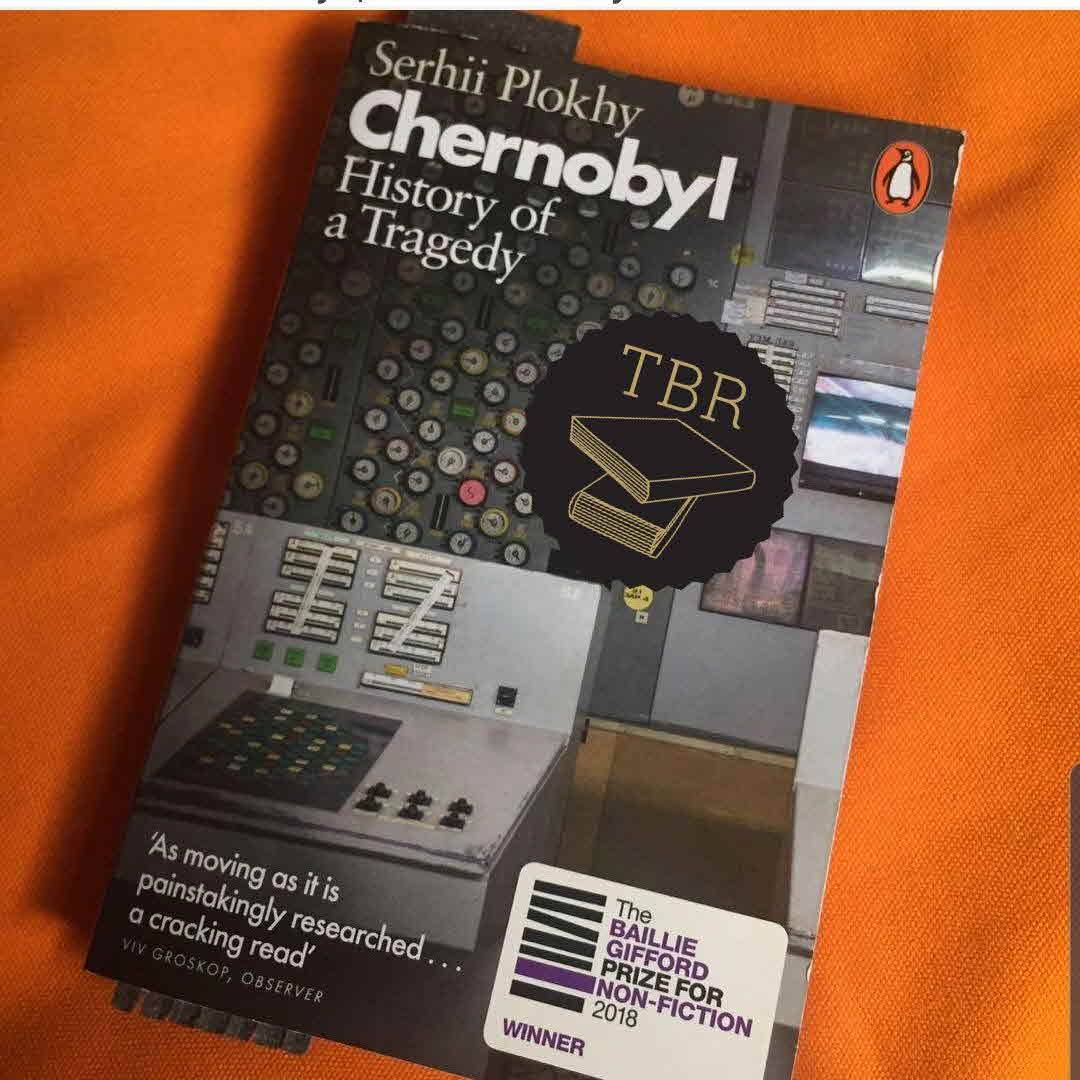 Serhii Plokhy
Chernobyl
History of
a Tragedy
TBR
'As moving as it is
painstakingly researched . . .
a cracking read'
VIV GROSKOP, OBSERVER
The
BAILLIE
GIFFORD
PRIZE FOR
NON-FICTION
2018
WINNER